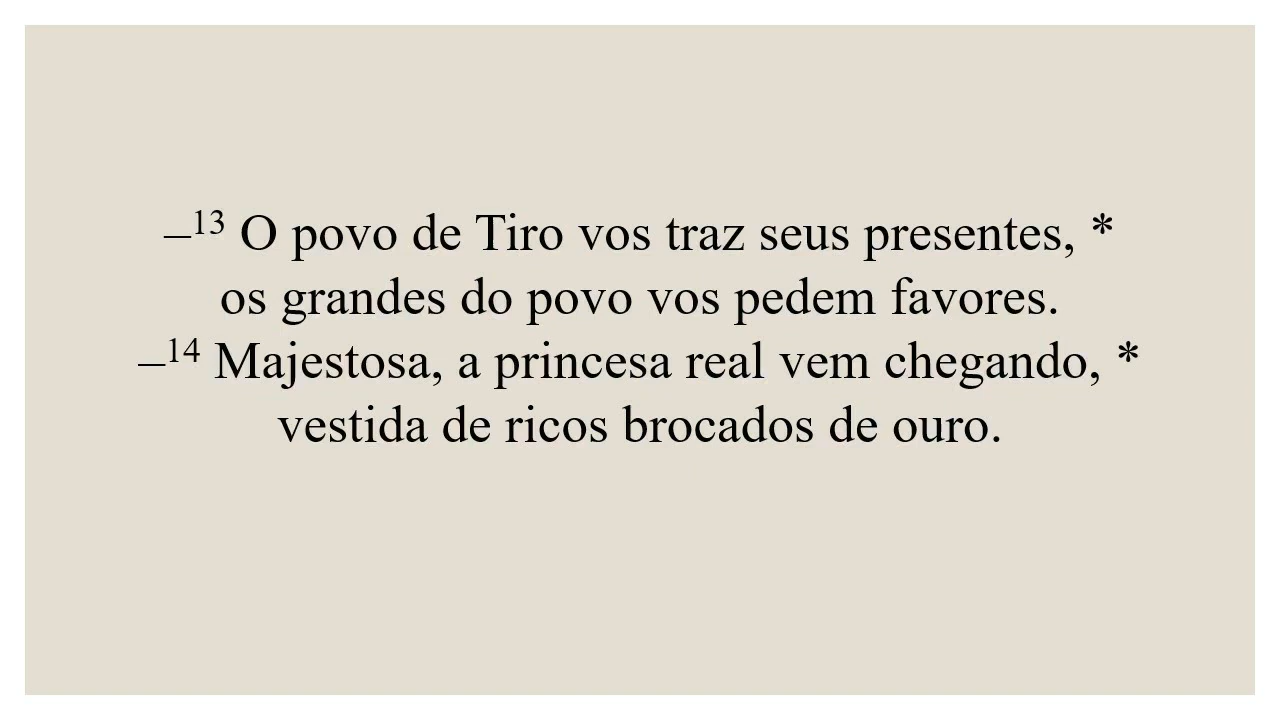 –¹³ O povo de Tiro vos traz seus presentes, *
os grandes do povo vos pedem favores.
–¹⁴ Majestosa, a princesa real vem chegando, *
vestida de ricos brocados de ouro.